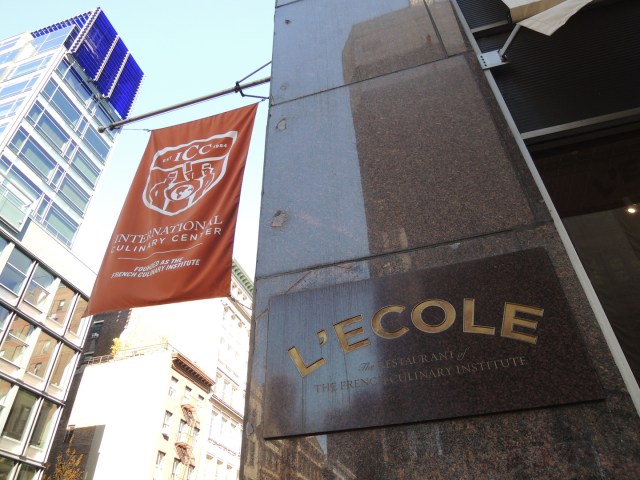 EST ICC 1984
INTERNATIONAL
CULINARY CENTER
FOUNDED AS THE
FRENCH CULINARY INSTITUTE
L'ECOLE
The RESTAURANT of
THE FRENCH CULINARY INSTITUTE